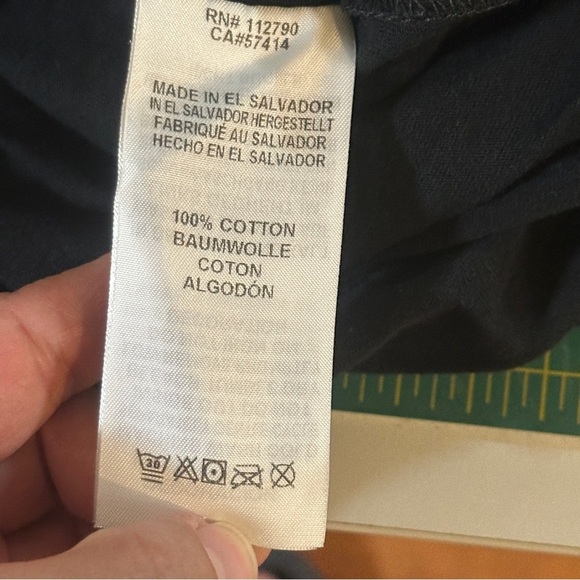 RN# 112790
CA#57414
MADE IN EL SALVADOR
IN EL SALVADOR HERGESTELLT
FABRIQUÉ AU SALVADOR
HECHO EN EL SALVADOR
100% COTTON
BAUMWOLLE
COTON
ALGODÓN
30